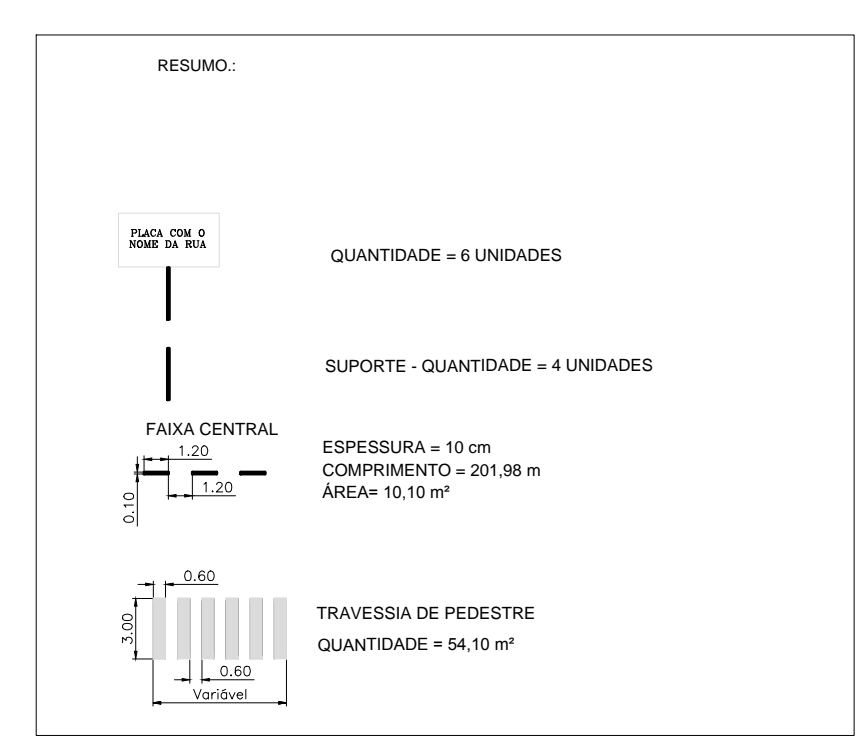 RESUMO.:
PLACA COM O
NOME DA RUA
QUANTIDADE = 6 UNIDADES
SUPORTE - QUANTIDADE = 4 UNIDADES
FAIXA CENTRAL
1.20
1.20
0.10
ESPESSURA = 10 cm
COMPRIMENTO = 201,98 m
ÁREA= 10,10 m²
0.60
3.00
0.60
Variável
TRAVESSIA DE PEDESTRE
QUANTIDADE = 54,10 m²